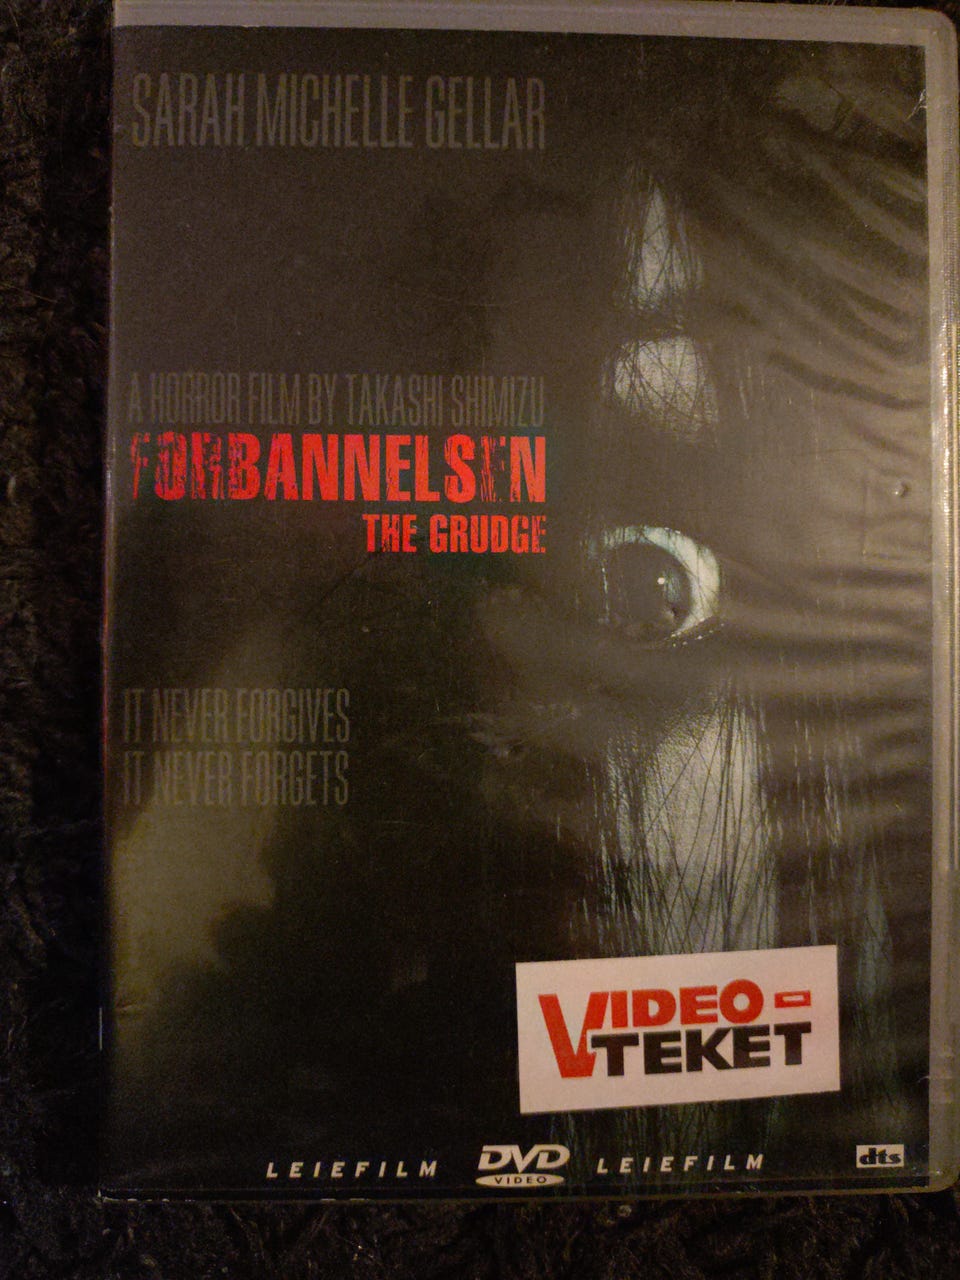 SARAH MICHELLE GELLAR
A HORROR FILM BY TAKASHI SHIMIZU
FORBANNELSEN
THE GRUDGE
IT NEVER FORGIVES
IT NEVER FORGETS
VIDEO-
TEKET
LEIEFILM DVD LEIEFILM dts
VIDEO